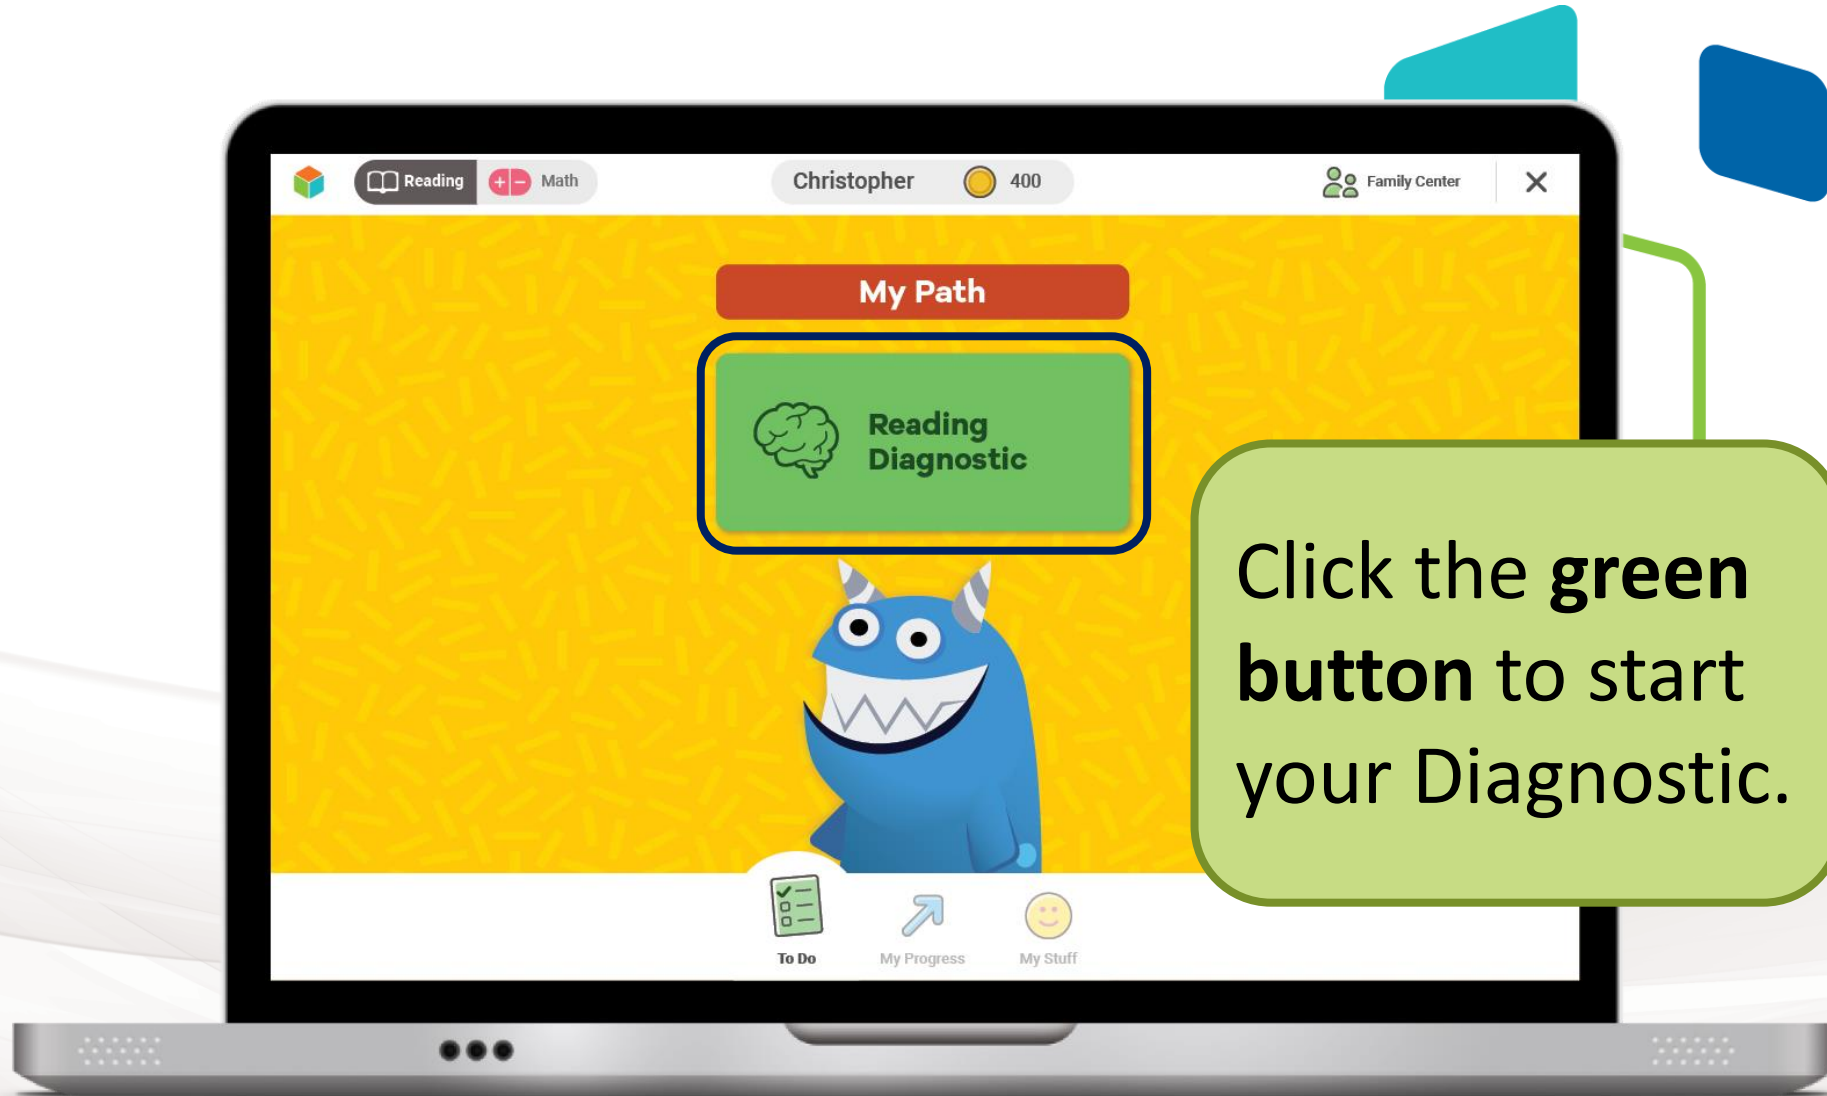 Reading
Math
Christopher
400
Family Center
My Path
Reading
Diagnostic
Click the green
button to start
your Diagnostic.
To Do
My Progress
My Stuff